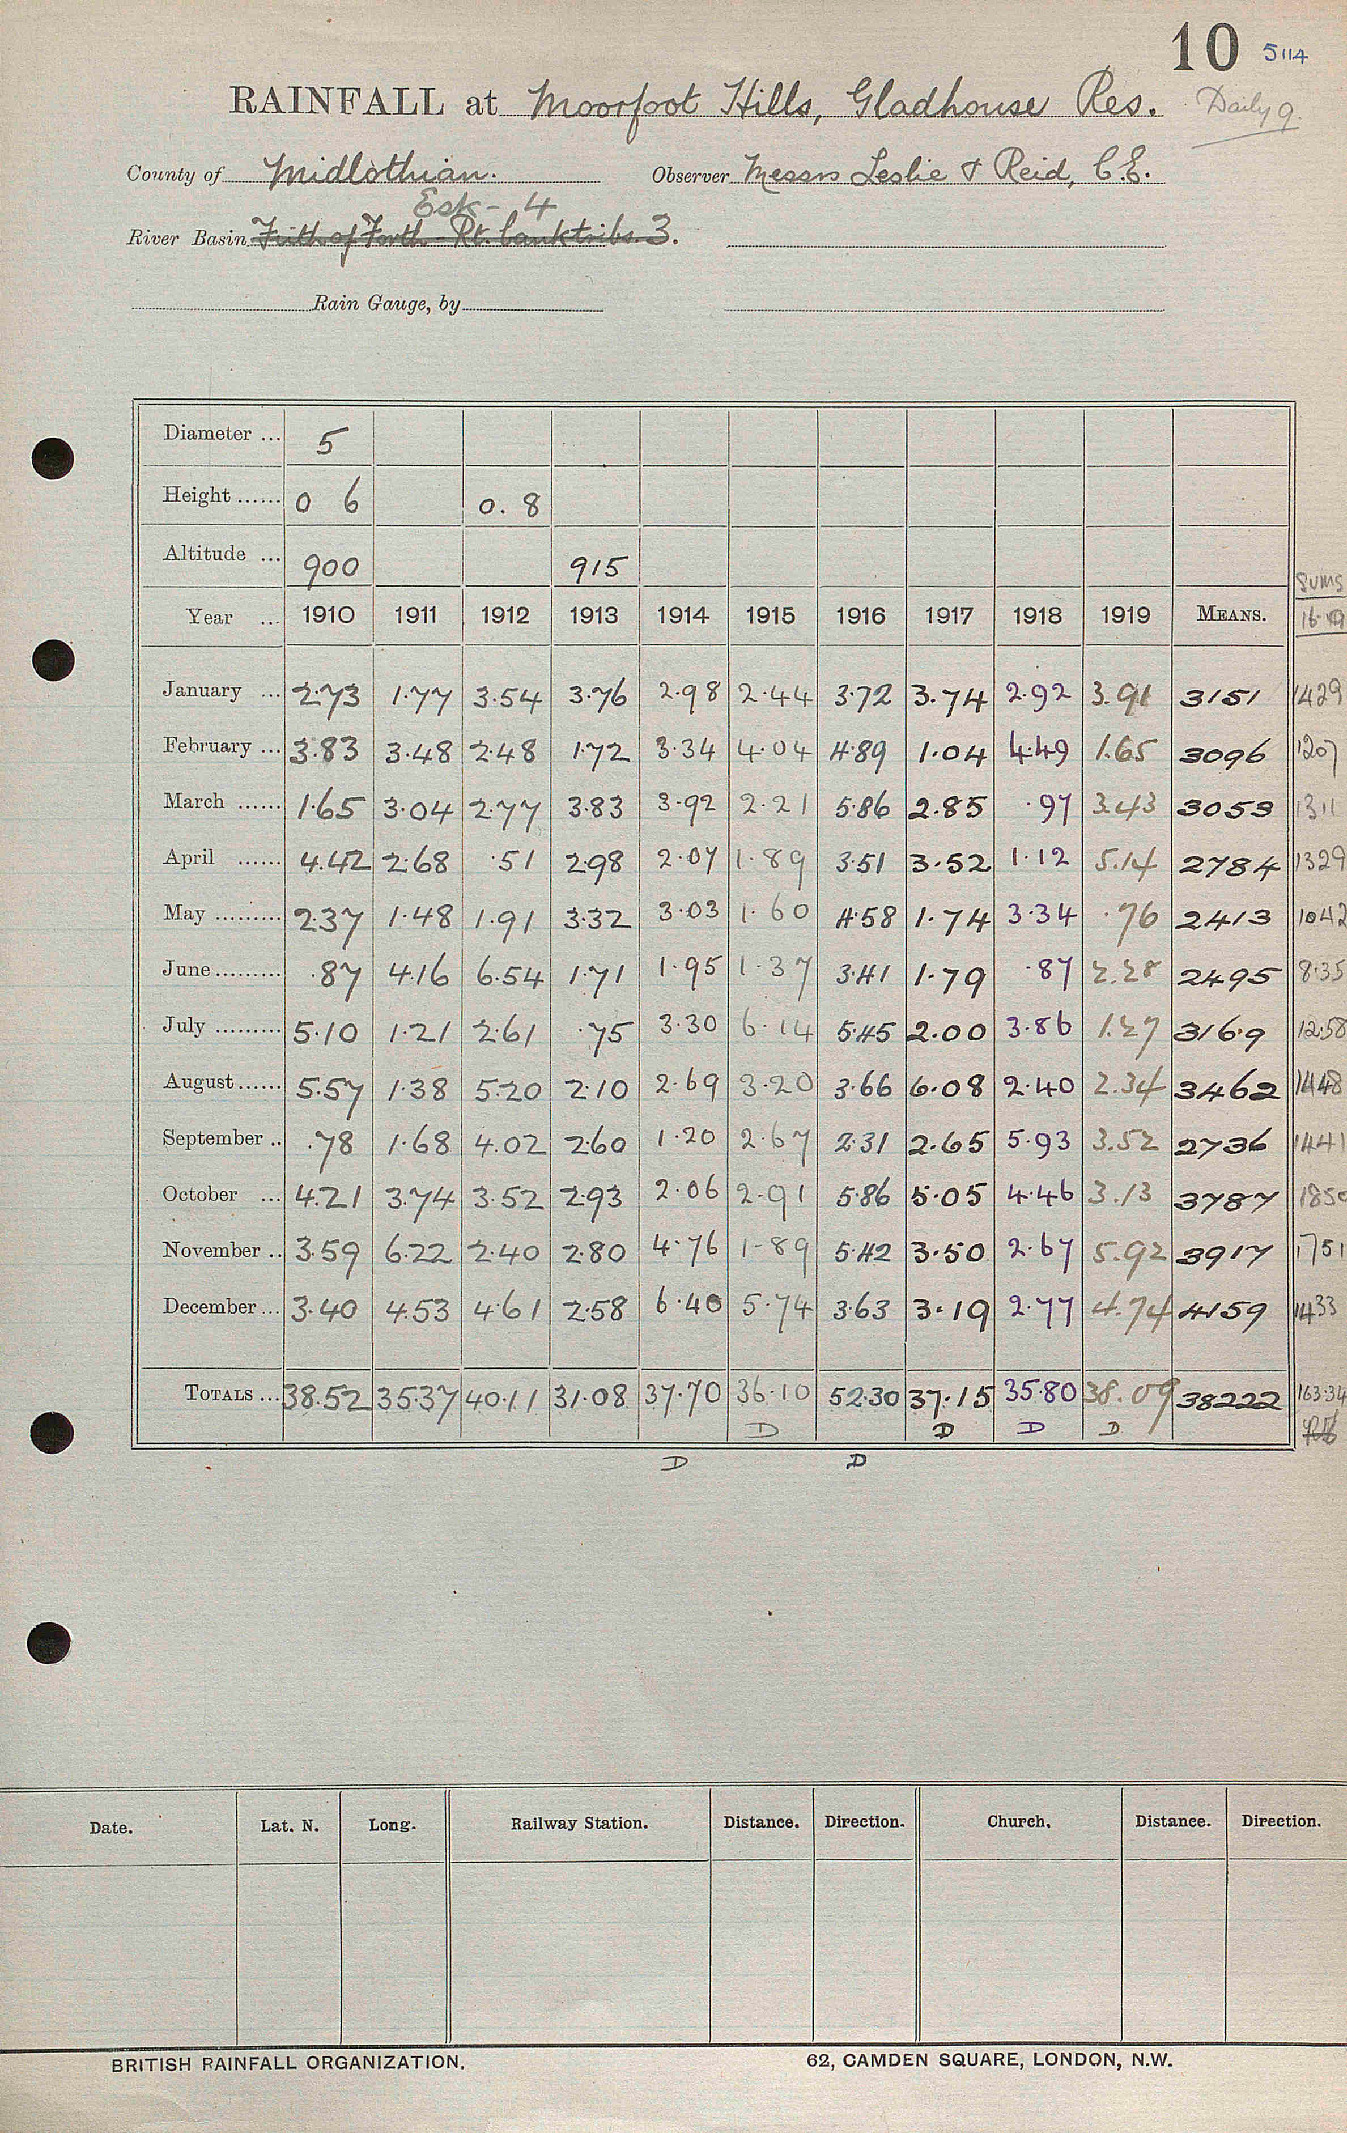 10 5114
RAINFALL at Moorfoot Hills, Gladhouse Res. Daily 9.
County of Midlothian. Observer Messrs Leslie & Reid, C.E.
Esk - 4
River Basin Frith of Forth - Rt. bank tribs. 3.
Rain Gauge, by
Diameter ... 5
Height ...... 0 6 0. 8
Altitude ... 900 915
Sums
Year ... 1910 1911 1912 1913 1914 1915 1916 1917 1918 1919 MEANS. 16-19
January ... 2.73 1.77 3.54 3.76 2.98 2.44 3.72 3.74 2.92 3.91 3151 1429
February ... 3.83 3.48 2.48 1.72 3.34 4.04 4.89 1.04 4.49 1.65 3096 1207
March ...... 1.65 3.04 2.77 3.83 3.92 2.21 5.86 2.85 .97 3.43 3053 1311
April ...... 4.42 2.68 .51 2.98 2.07 1.89 3.51 3.52 1.12 5.14 2784 1329
May ......... 2.37 1.48 1.91 3.32 3.03 1.60 4.58 1.74 3.34 .76 2413 1042
June ......... .87 4.16 6.54 1.71 1.95 1.37 3.41 1.79 .87 2.28 2495 8.35
July ......... 5.10 1.21 2.61 .75 3.30 6.14 5.45 2.00 3.86 1.27 3169 12.58
August ...... 5.57 1.38 5.20 2.10 2.69 3.20 3.66 6.08 2.40 2.34 3462 1448
September .. .78 1.68 4.02 2.60 1.20 2.67 2.31 2.65 5.93 3.52 2736 1441
October ... 4.21 3.74 3.52 2.93 2.06 2.91 5.86 5.05 4.46 3.13 3787 1850
November .. 3.59 6.22 2.40 2.80 4.76 1.89 5.42 3.50 2.67 5.92 3917 1751
December ... 3.40 4.53 4.61 2.58 6.40 5.74 3.63 3.19 2.77 4.74 4159 1433
TOTALS ... 38.52 35.37 40.11 31.08 37.70 36.10 52.30 37.15 35.80 38.09 38222 163.34
D D D D
D D
Date. Lat. N. Long. Railway Station. Distance. Direction. Church. Distance. Direction.
BRITISH RAINFALL ORGANIZATION. 62, CAMDEN SQUARE, LONDON, N.W.